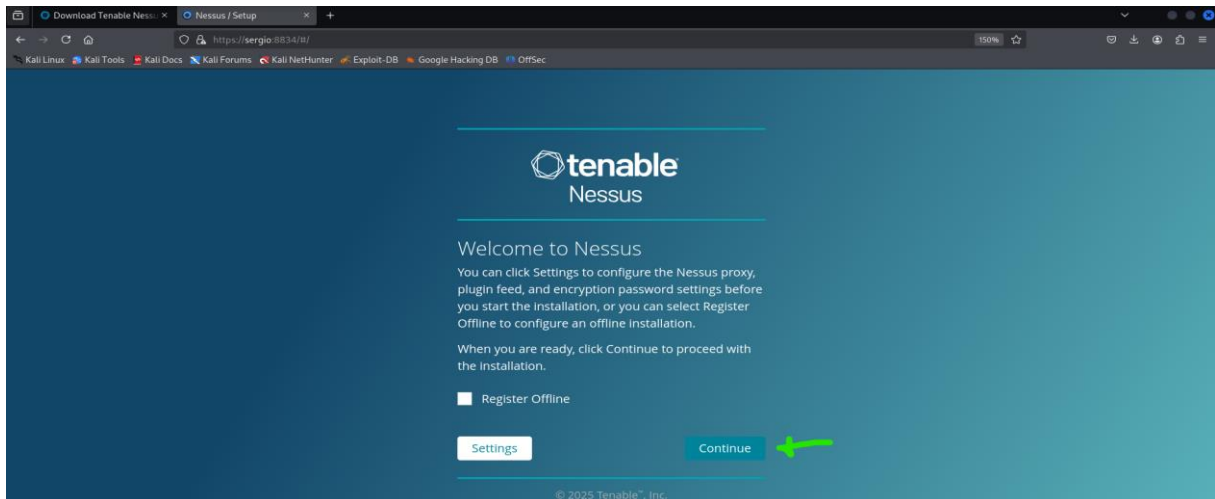 Download Tenable Nessu
Nessus / Setup
https://sergio:8834/#/
150%
Kali Linux Kali Tools Kali Docs Kali Forums Kali NetHunter Exploit-DB Google Hacking DB OffSec
tenable
Nessus
Welcome to Nessus
You can click Settings to configure the Nessus proxy,
plugin feed, and encryption password settings before
you start the installation, or you can select Register
Offline to configure an offline installation.
When you are ready, click Continue to proceed with
the installation.
Register Offline
Settings Continue
© 2025 Tenable™, Inc.